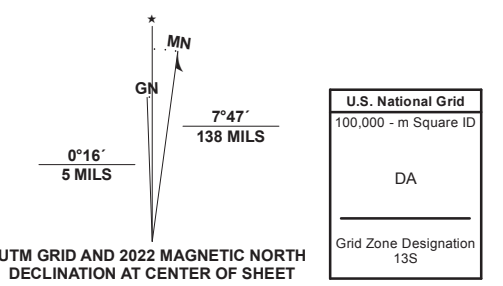 ★
MN
GN
7°47´
138 MILS
0°16´
5 MILS
UTM GRID AND 2022 MAGNETIC NORTH
DECLINATION AT CENTER OF SHEET
U.S. National Grid
100,000 - m Square ID
DA
Grid Zone Designation
13S